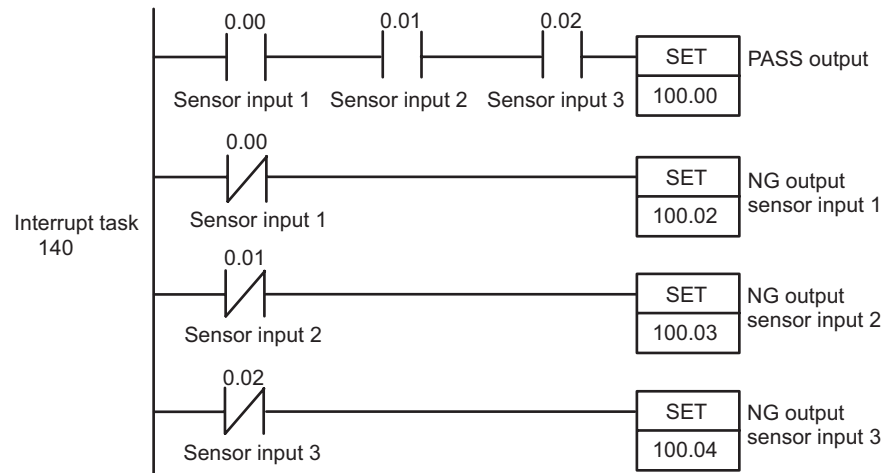 0.00 0.01 0.02
SET PASS output
100.00
Sensor input 1 Sensor input 2 Sensor input 3
0.00
SET NG output
sensor input 1
100.02
Sensor input 1
Interrupt task
140
0.01
SET NG output
sensor input 2
100.03
Sensor input 2
0.02
SET NG output
sensor input 3
100.04
Sensor input 3